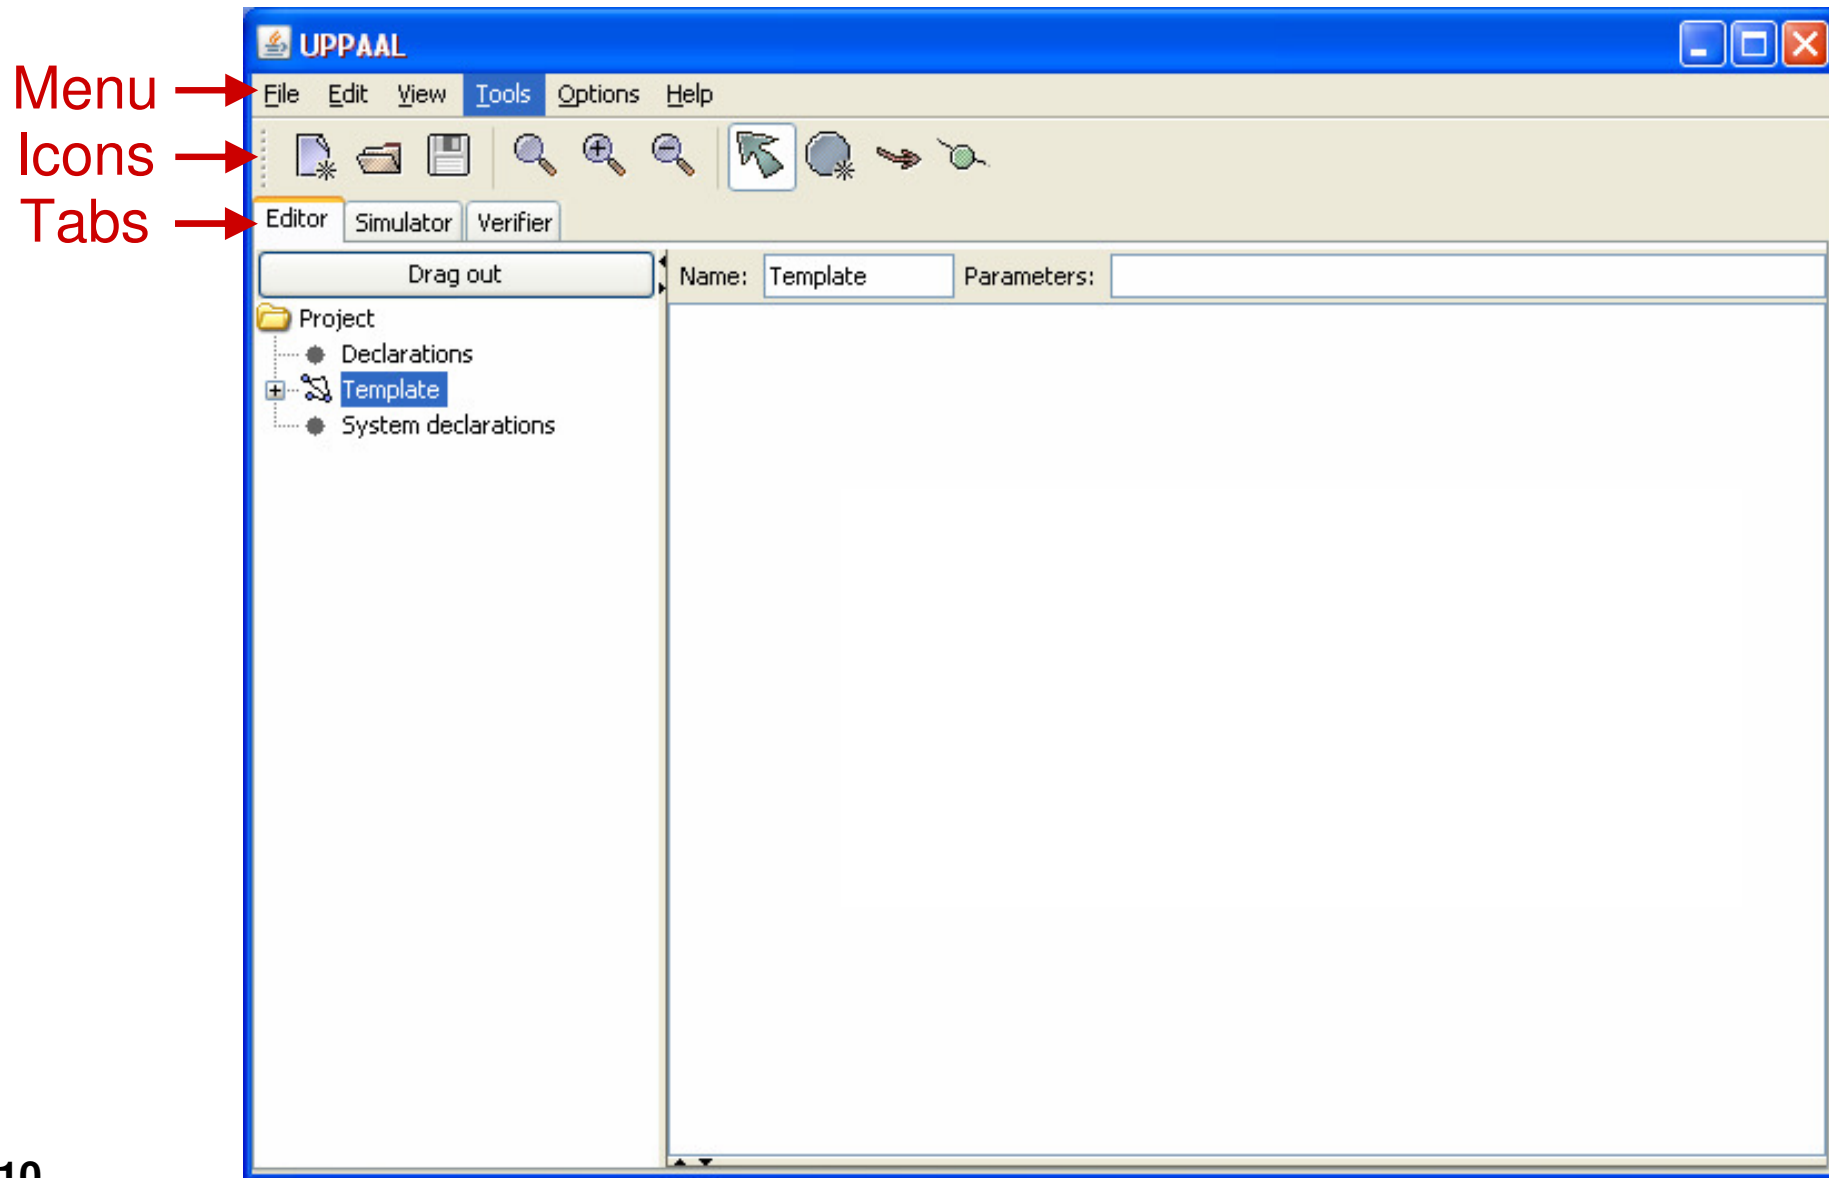 UPPAAL
Menu
File Edit View Tools Options Help
Icons
Tabs
Editor Simulator Verifier
Drag out
Name: Template Parameters:
Project
Declarations
Template
System declarations
10